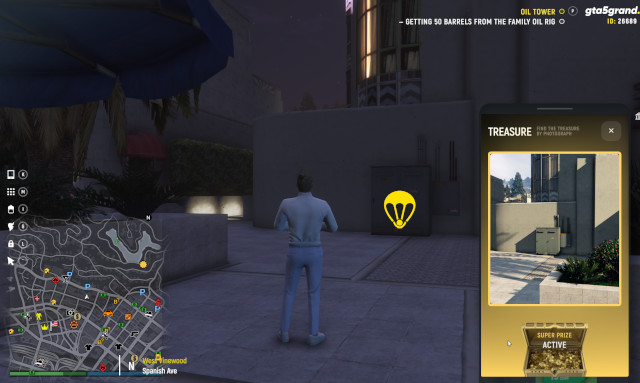 OIL TOWER
P
gta5grand.
– GETTING 50 BARRELS FROM THE FAMILY OIL RIG
ID: 26689
TREASURE
FIND THE TREASURE
BY PHOTOGRAPH
×
K
M
I
L
N
SUPER PRIZE
ACTIVE
N
West Vinewood
Spanish Ave